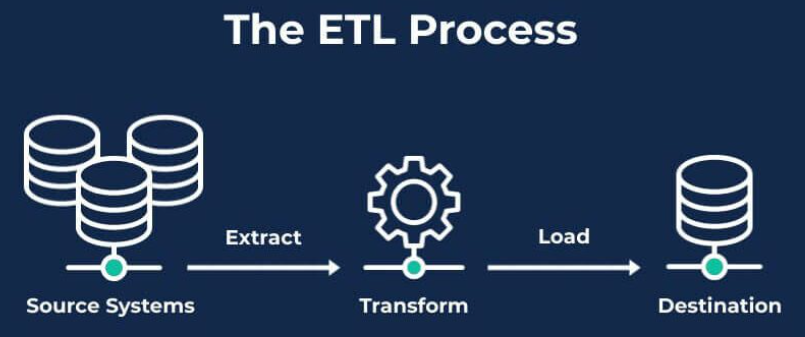 The ETL Process
Extract
Load
Source Systems
Transform
Destination